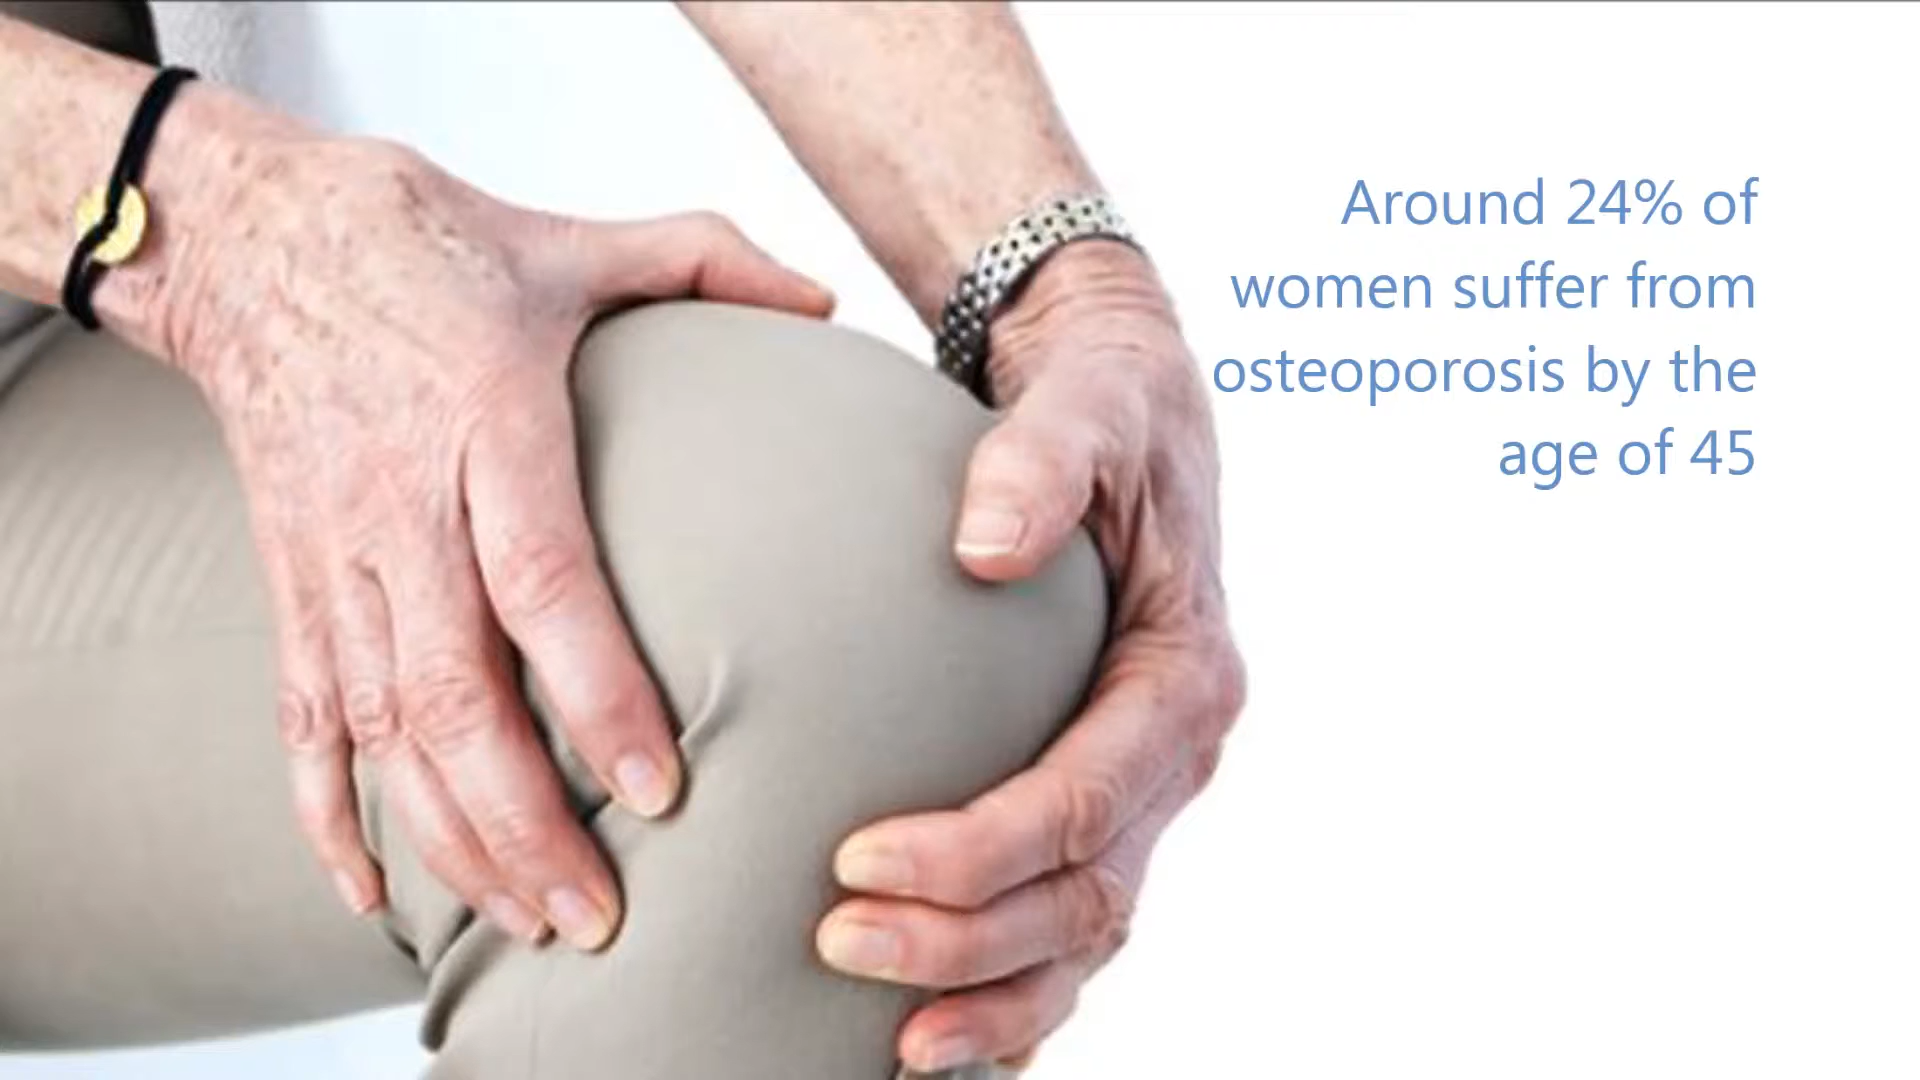 Around 24% of
women suffer from
osteoporosis by the
age of 45